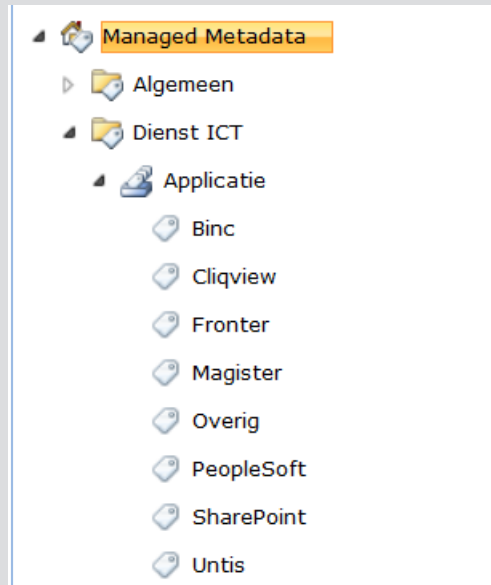 Managed Metadata
Algemeen
Dienst ICT
Applicatie
Binc
Cliqview
Fronter
Magister
Overig
PeopleSoft
SharePoint
Untis